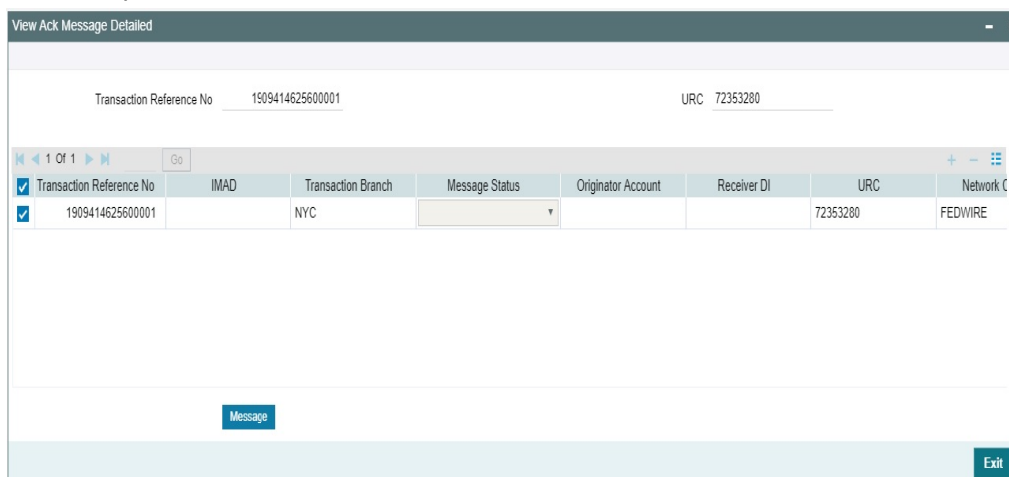 View Ack Message Detailed
Transaction Reference No 1909414625600001 URC 72353280
1 Of 1 Go
Transaction Reference No IMAD Transaction Branch Message Status Originator Account Receiver DI URC Network C
1909414625600001 NYC 72353280 FEDWIRE
Message
Exit